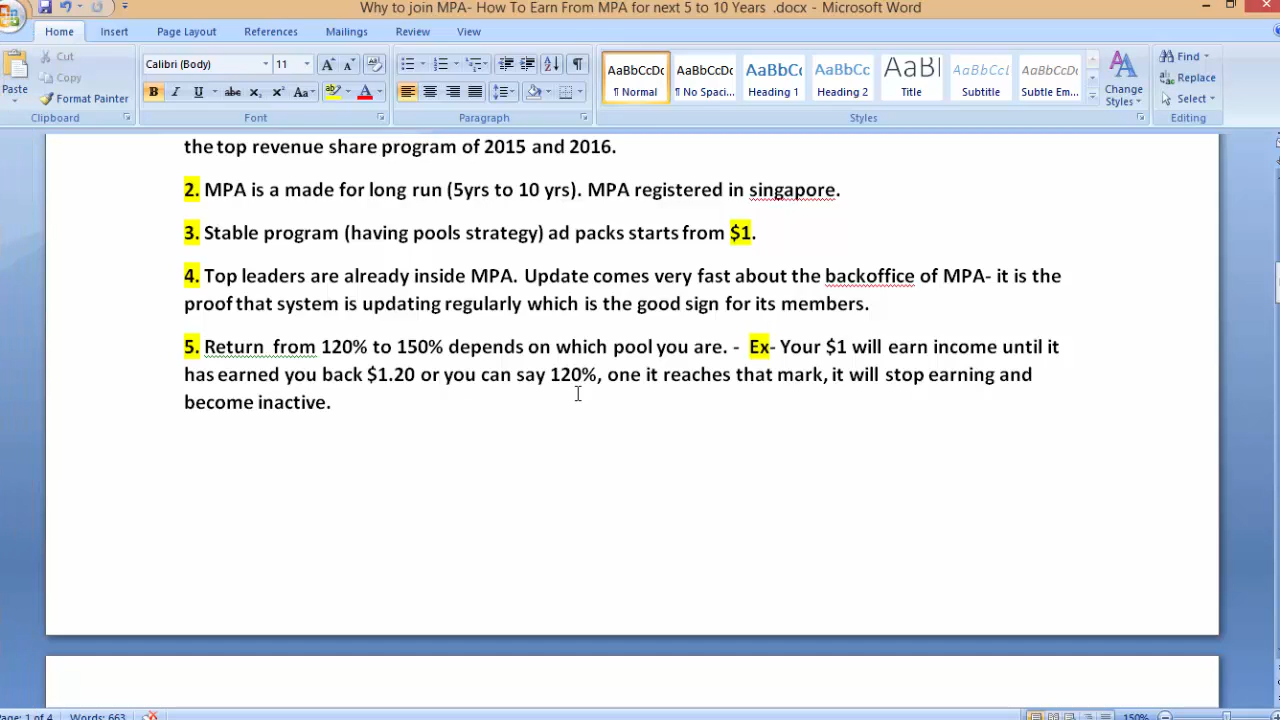 Why to join MPA- How To Earn From MPA for next 5 to 10 Years .docx - Microsoft Word
Home Insert Page Layout References Mailings Review View
Paste
Cut
Copy
Format Painter
Clipboard
Calibri (Body) 11
B I U abc x₂ x² Aa
Font
Paragraph
AaBbCcDc ¶ Normal
AaBbCcDc ¶ No Spaci...
AaBbC( Heading 1
AaBbCc Heading 2
AaBl Title
AaBbCcl Subtitle
AaBbCcDc Subtle Em...
Change Styles
Styles
Find
Replace
Select
Editing
the top revenue share program of 2015 and 2016.
2. MPA is a made for long run (5yrs to 10 yrs). MPA registered in singapore.
3. Stable program (having pools strategy) ad packs starts from $1.
4. Top leaders are already inside MPA. Update comes very fast about the backoffice of MPA- it is the
proof that system is updating regularly which is the good sign for its members.
5. Return from 120% to 150% depends on which pool you are. - Ex- Your $1 will earn income until it
has earned you back $1.20 or you can say 120%, one it reaches that mark, it will stop earning and
become inactive.
Page: 1 of 4 Words: 663 150%